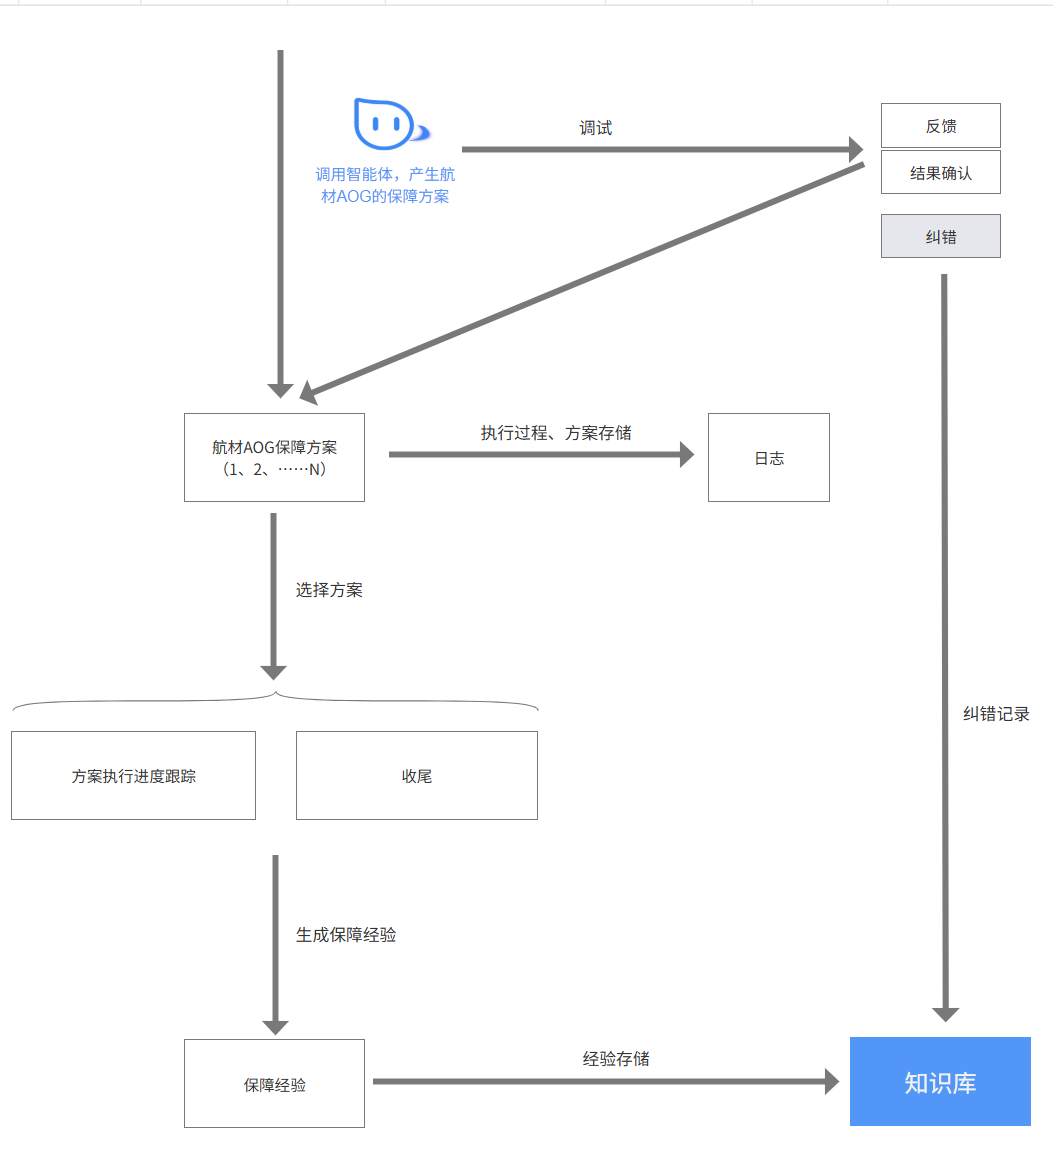 调试
反馈
结果确认
调用智能体，产生航
材AOG的保障方案
纠错
航材AOG保障方案
（1、2、……N）
执行过程、方案存储
日志
选择方案
纠错记录
方案执行进度跟踪
收尾
生成保障经验
保障经验
经验存储
知识库